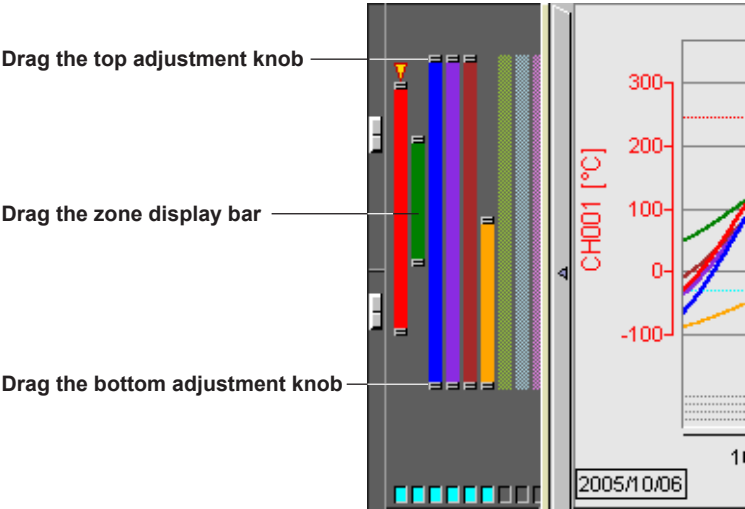 Drag the top adjustment knob
Drag the zone display bar
Drag the bottom adjustment knob
CH001 [°C]
300
200
100
0
-100
2005/10/06